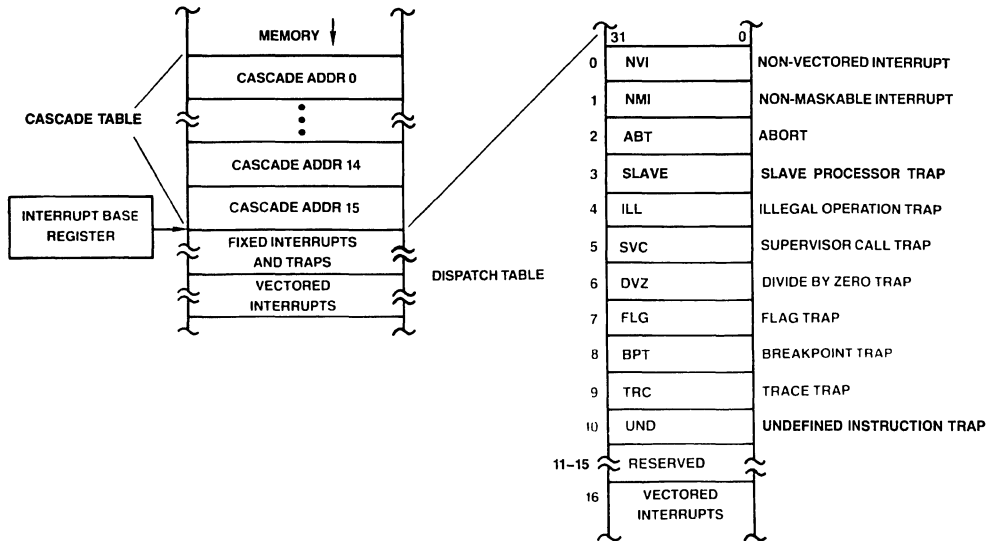 MEMORY
CASCADE ADDR 0
CASCADE TABLE
CASCADE ADDR 14
CASCADE ADDR 15
INTERRUPT BASE
REGISTER
FIXED INTERRUPTS
AND TRAPS
VECTORED
INTERRUPTS
DISPATCH TABLE
31 0
0 NVI NON-VECTORED INTERRUPT
1 NMI NON-MASKABLE INTERRUPT
2 ABT ABORT
3 SLAVE SLAVE PROCESSOR TRAP
4 ILL ILLEGAL OPERATION TRAP
5 SVC SUPERVISOR CALL TRAP
6 DVZ DIVIDE BY ZERO TRAP
7 FLG FLAG TRAP
8 BPT BREAKPOINT TRAP
9 TRC TRACE TRAP
10 UND UNDEFINED INSTRUCTION TRAP
11–15 RESERVED
16 VECTORED
INTERRUPTS